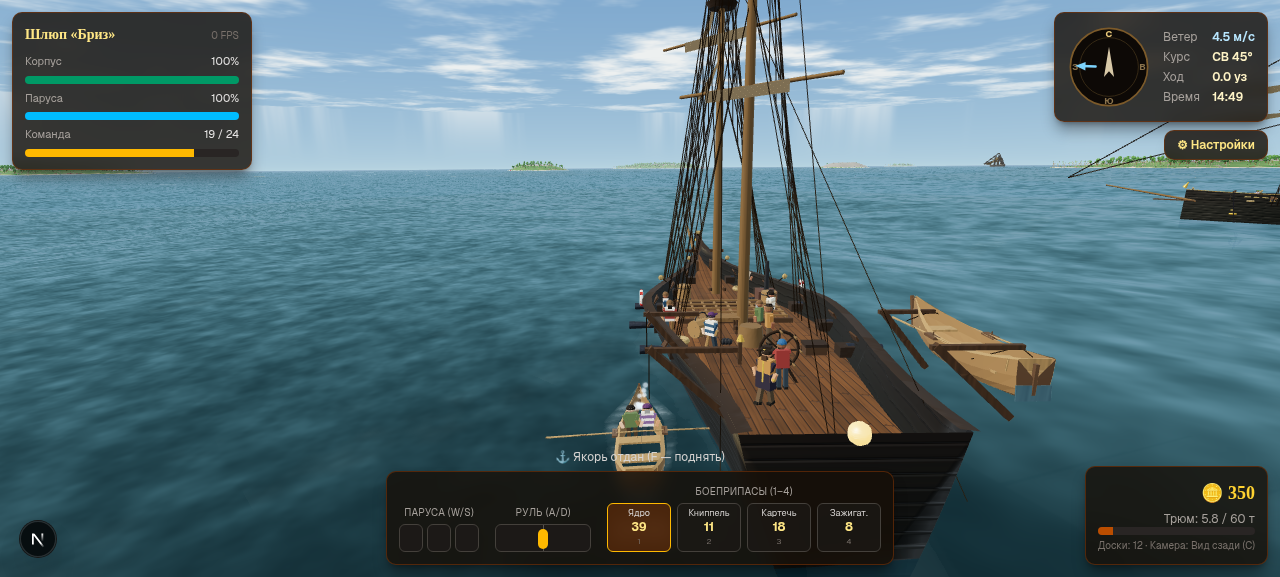 Шлюп «Бриз»
0 FPS
Корпус
100%
Паруса
100%
Команда
19 / 24
С
З
В
Ю
Ветер
4.5 м/с
Курс
СВ 45°
Ход
0.0 уз
Время
14:49
⚙ Настройки
⚓ Якорь отдан (F — поднять)
ПАРУСА (W/S)
РУЛЬ (A/D)
БОЕПРИПАСЫ (1–4)
Ядро
39
1
Книппель
11
2
Картечь
18
3
Зажигат.
8
4
350
Трюм: 5.8 / 60 т
Доски: 12 · Камера: Вид сзади (C)
N